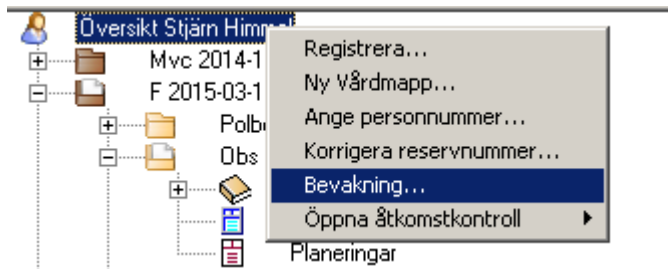 Översikt Stjärn Himmel
Mvc 2014-1
F 2015-03-1
Obs
Planeringar
Registrera...
Ny Vårdmapp...
Ange personnummer...
Korrigera reservnummer...
Bevakning...
Öppna åtkomstkontroll